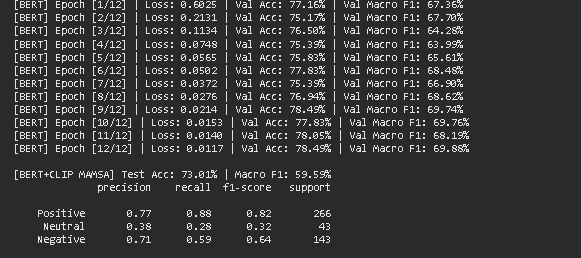 [BERT] Epoch [1/12] | Loss: 0.6025 | Val Acc: 77.16% | Val Macro F1: 67.36%
[BERT] Epoch [2/12] | Loss: 0.2131 | Val Acc: 75.17% | Val Macro F1: 67.70%
[BERT] Epoch [3/12] | Loss: 0.1134 | Val Acc: 76.50% | Val Macro F1: 64.28%
[BERT] Epoch [4/12] | Loss: 0.0748 | Val Acc: 75.39% | Val Macro F1: 63.99%
[BERT] Epoch [5/12] | Loss: 0.0565 | Val Acc: 75.83% | Val Macro F1: 65.61%
[BERT] Epoch [6/12] | Loss: 0.0502 | Val Acc: 77.83% | Val Macro F1: 68.48%
[BERT] Epoch [7/12] | Loss: 0.0372 | Val Acc: 75.39% | Val Macro F1: 66.90%
[BERT] Epoch [8/12] | Loss: 0.0276 | Val Acc: 76.94% | Val Macro F1: 68.62%
[BERT] Epoch [9/12] | Loss: 0.0214 | Val Acc: 78.49% | Val Macro F1: 69.74%
[BERT] Epoch [10/12] | Loss: 0.0153 | Val Acc: 77.83% | Val Macro F1: 69.76%
[BERT] Epoch [11/12] | Loss: 0.0140 | Val Acc: 78.05% | Val Macro F1: 68.19%
[BERT] Epoch [12/12] | Loss: 0.0117 | Val Acc: 78.49% | Val Macro F1: 69.88%
[BERT+CLIP MAMSA] Test Acc: 73.01% | Macro F1: 59.59%
precision recall f1-score support
Positive 0.77 0.88 0.82 266
Neutral 0.38 0.28 0.32 43
Negative 0.71 0.59 0.64 143